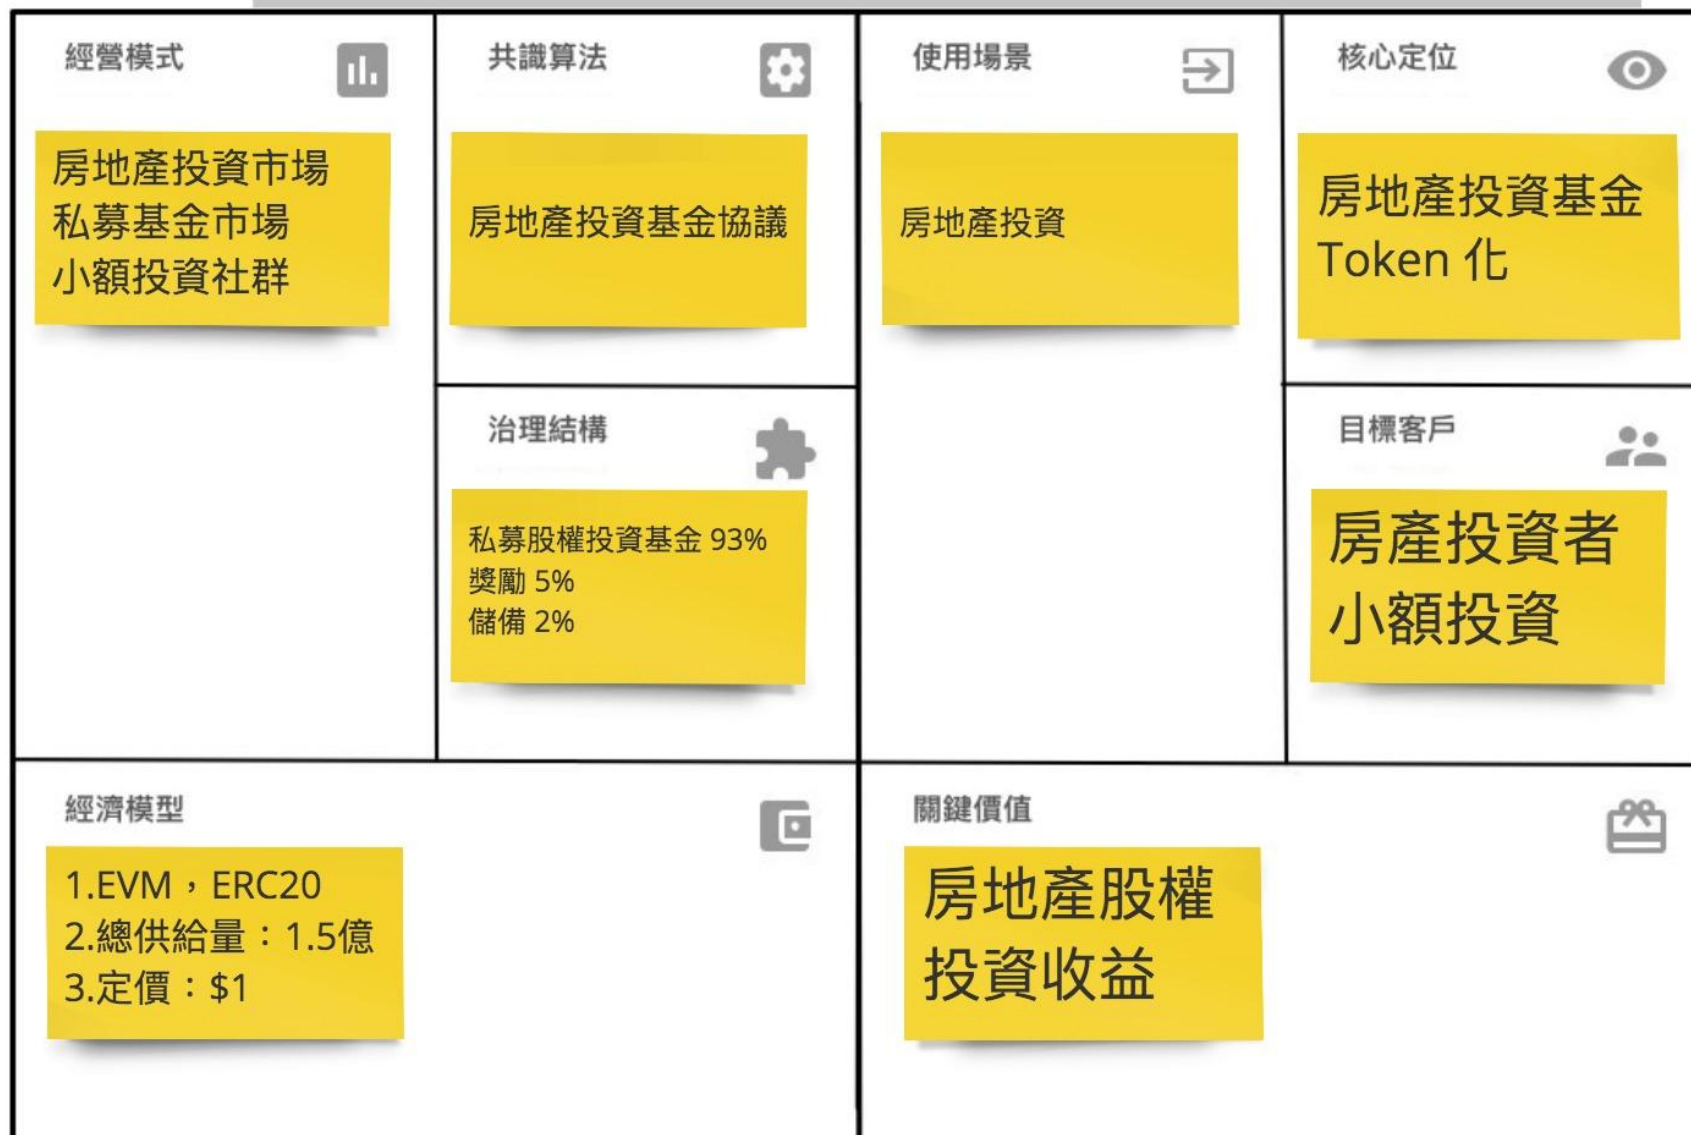 經營模式
房地產投資市場
私募基金市場
小額投資社群
共識算法
房地產投資基金協議
治理結構
私募股權投資基金 93%
獎勵 5%
儲備 2%
使用場景
房地產投資
核心定位
房地產投資基金
Token 化
目標客戶
房產投資者
小額投資
經濟模型
1.EVM，ERC20
2.總供給量：1.5億
3.定價：$1
關鍵價值
房地產股權
投資收益